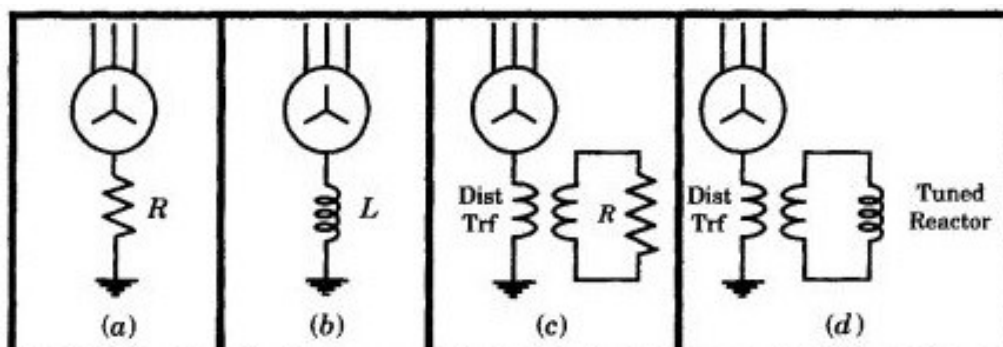 R
(a)
L
(b)
Dist
Trf
R
(c)
Dist
Trf
Tuned
Reactor
(d)